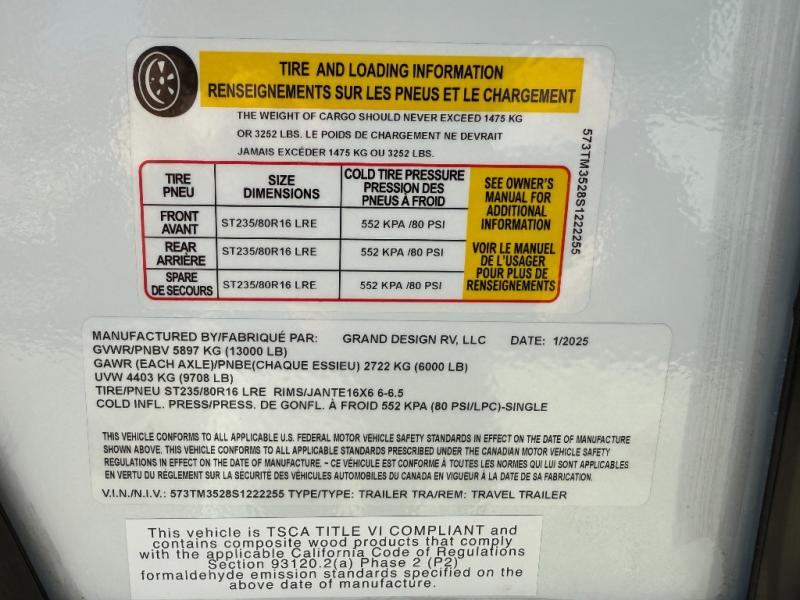 TIRE AND LOADING INFORMATION
RENSEIGNEMENTS SUR LES PNEUS ET LE CHARGEMENT
THE WEIGHT OF CARGO SHOULD NEVER EXCEED 1475 KG
OR 3252 LBS. LE POIDS DE CHARGEMENT NE DEVRAIT
JAMAIS EXCÉDER 1475 KG OU 3252 LBS.
TIRE
PNEU
SIZE
DIMENSIONS
COLD TIRE PRESSURE
PRESSION DES
PNEUS À FROID
FRONT
AVANT
ST235/80R16 LRE
552 KPA /80 PSI
REAR
ARRIÈRE
ST235/80R16 LRE
552 KPA /80 PSI
SPARE
DE SECOURS
ST235/80R16 LRE
552 KPA /80 PSI
SEE OWNER'S
MANUAL FOR
ADDITIONAL
INFORMATION
VOIR LE MANUEL
DE L'USAGER
POUR PLUS DE
RENSEIGNEMENTS
573TM3528S1222255
MANUFACTURED BY/FABRIQUÉ PAR: GRAND DESIGN RV, LLC DATE: 1/2025
GVWR/PNBV 5897 KG (13000 LB)
GAWR (EACH AXLE)/PNBE(CHAQUE ESSIEU) 2722 KG (6000 LB)
UVW 4403 KG (9708 LB)
TIRE/PNEU ST235/80R16 LRE RIMS/JANTE16X6 6-6.5
COLD INFL. PRESS/PRESS. DE GONFL. À FROID 552 KPA (80 PSI/LPC)-SINGLE
THIS VEHICLE CONFORMS TO ALL APPLICABLE U.S. FEDERAL MOTOR VEHICLE SAFETY STANDARDS IN EFFECT ON THE DATE OF MANUFACTURE
SHOWN ABOVE. THIS VEHICLE CONFORMS TO ALL APPLICABLE STANDARDS PRESCRIBED UNDER THE CANADIAN MOTOR VEHICLE SAFETY
REGULATIONS IN EFFECT ON THE DATE OF MANUFACTURE. - CE VÉHICULE EST CONFORME À TOUTES LES NORMES QUI LUI SONT APPLICABLES
EN VERTU DU RÈGLEMENT SUR LA SÉCURITÉ DES VÉHICULES AUTOMOBILES DU CANADA EN VIGUEUR À LA DATE DE SA FABRICATION.
V.I.N./N.I.V.: 573TM3528S1222255 TYPE/TYPE: TRAILER TRA/REM: TRAVEL TRAILER
This vehicle is TSCA TITLE VI COMPLIANT and
contains composite wood products that comply
with the applicable California Code of Regulations
Section 93120.2(a) Phase 2 (P2)
formaldehyde emission standards specified on the
above date of manufacture.